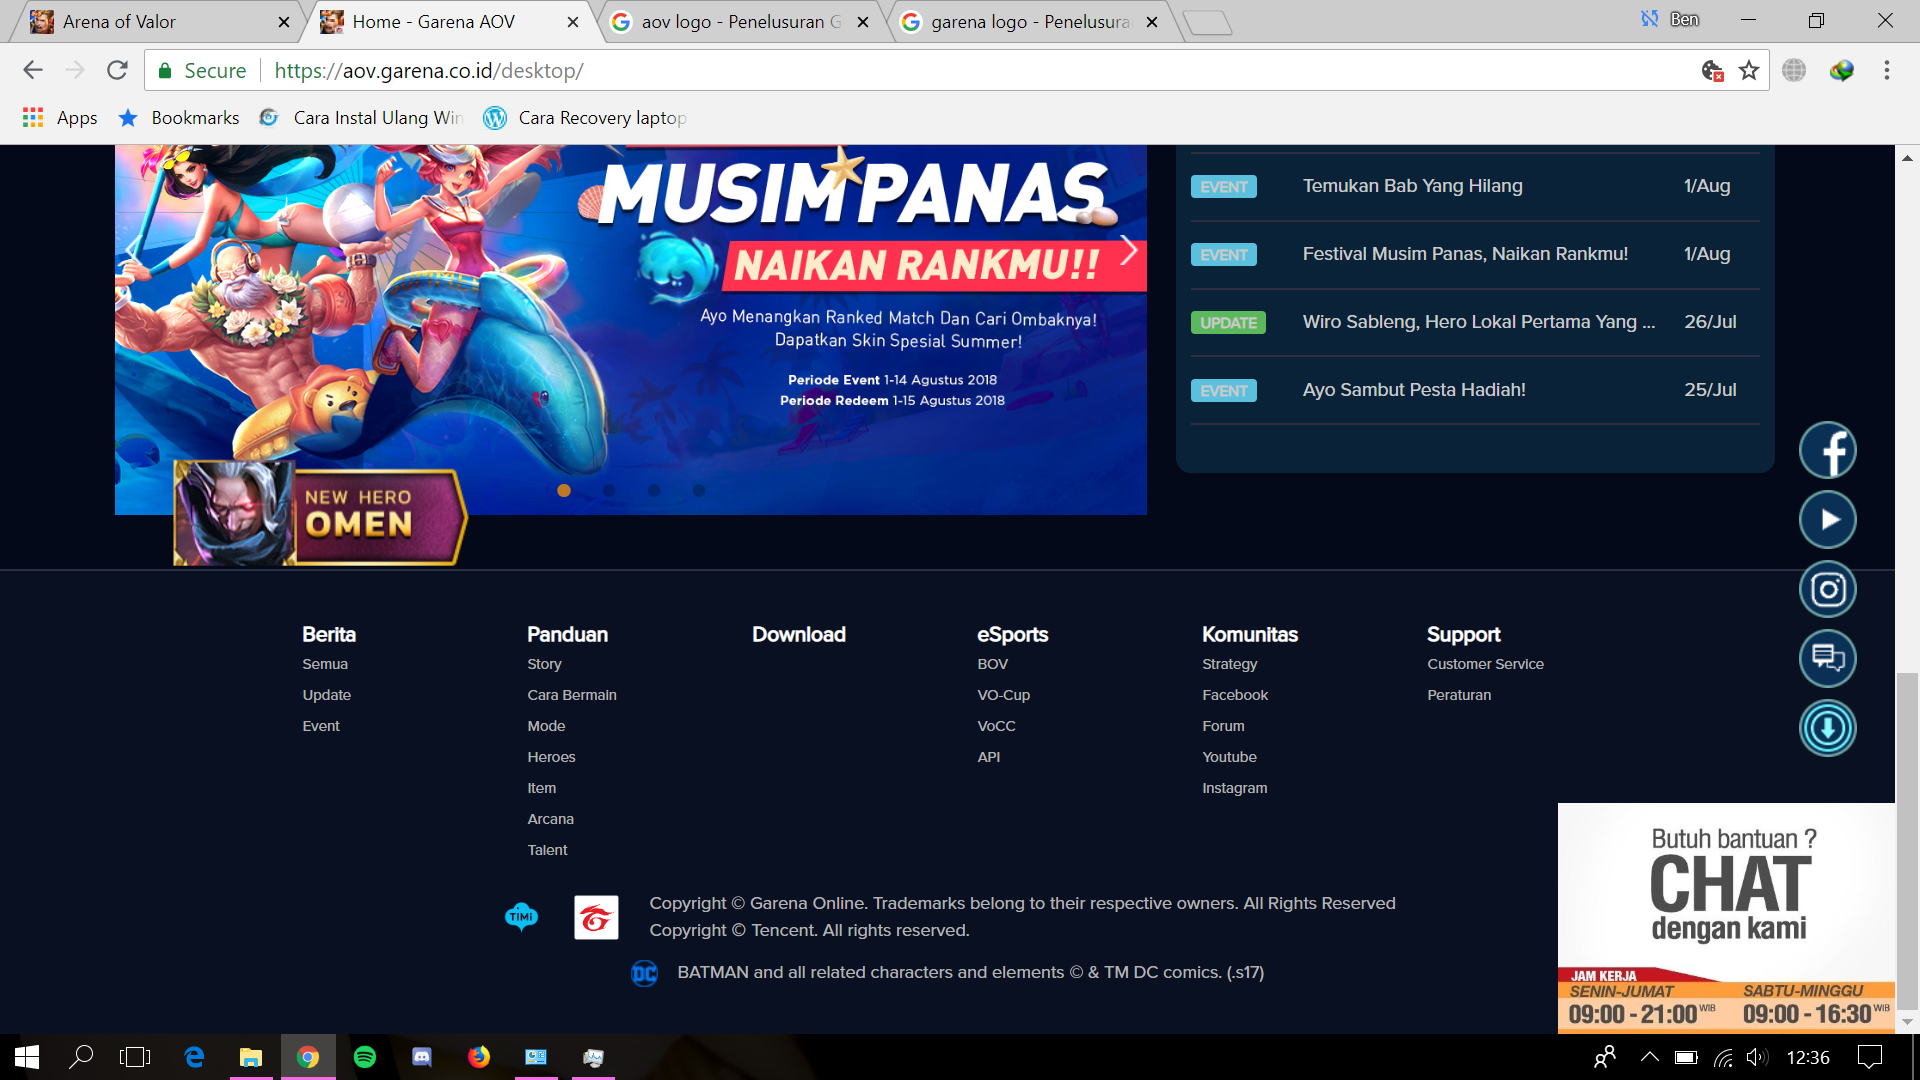 Arena of Valor
Home - Garena AOV
aov logo - Penelusuran G
garena logo - Penelusura
Ben
Secure
https://aov.garena.co.id/desktop/
Apps
Bookmarks
Cara Instal Ulang Win
Cara Recovery laptop
MUSIM PANAS
NAIKAN RANKMU!!
Ayo Menangkan Ranked Match Dan Cari Ombaknya!
Dapatkan Skin Spesial Summer!
Periode Event 1-14 Agustus 2018
Periode Redeem 1-15 Agustus 2018
NEW HERO
OMEN
EVENT Temukan Bab Yang Hilang 1/Aug
EVENT Festival Musim Panas, Naikan Rankmu! 1/Aug
UPDATE Wiro Sableng, Hero Lokal Pertama Yang ... 26/Jul
EVENT Ayo Sambut Pesta Hadiah! 25/Jul
Berita
Semua
Update
Event
Panduan
Story
Cara Bermain
Mode
Heroes
Item
Arcana
Talent
Download
eSports
BOV
VO-Cup
VoCC
API
Komunitas
Strategy
Facebook
Forum
Youtube
Instagram
Support
Customer Service
Peraturan
TiMi
Copyright © Garena Online. Trademarks belong to their respective owners. All Rights Reserved
Copyright © Tencent. All rights reserved.
DC
BATMAN and all related characters and elements © & TM DC comics. (.s17)
Butuh bantuan ?
CHAT
dengan kami
JAM KERJA
SENIN-JUMAT SABTU-MINGGU
09:00 - 21:00 WIB 09:00 - 16:30 WIB
12:36